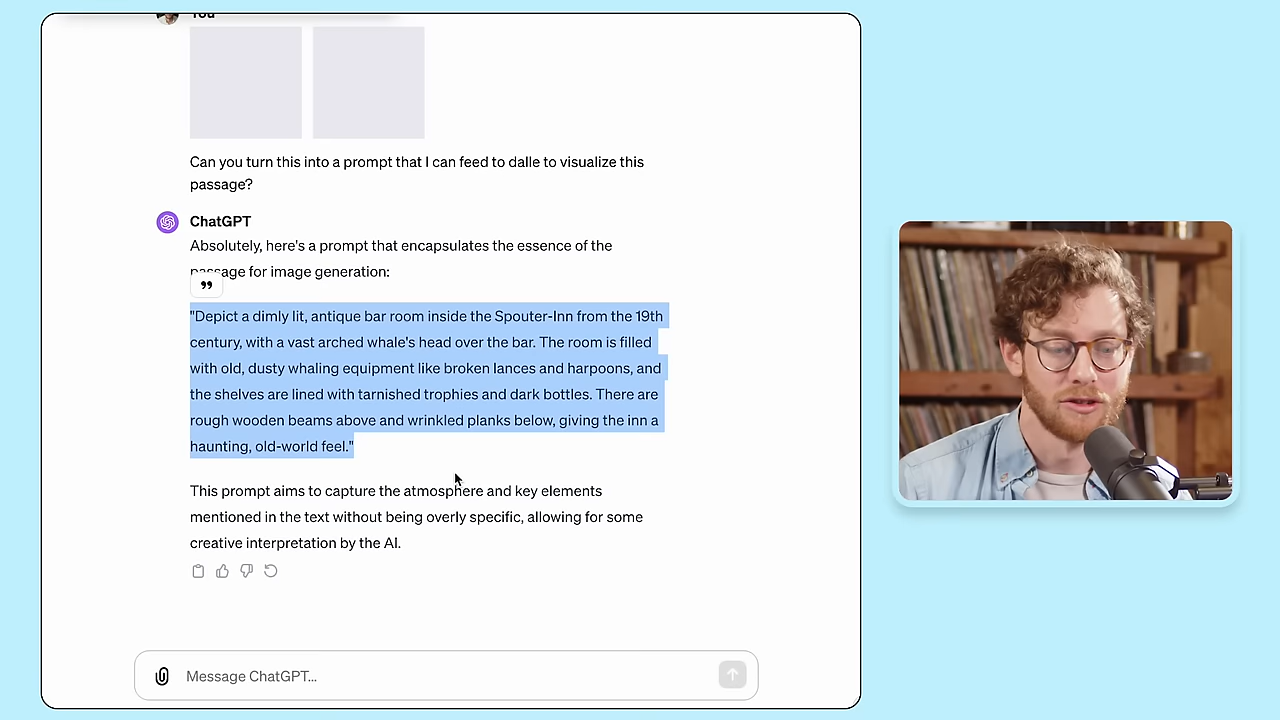 You
Can you turn this into a prompt that I can feed to dalle to visualize this
passage?
ChatGPT
Absolutely, here's a prompt that encapsulates the essence of the
passage for image generation:
"Depict a dimly lit, antique bar room inside the Spouter-Inn from the 19th
century, with a vast arched whale's head over the bar. The room is filled
with old, dusty whaling equipment like broken lances and harpoons, and
the shelves are lined with tarnished trophies and dark bottles. There are
rough wooden beams above and wrinkled planks below, giving the inn a
haunting, old-world feel."
This prompt aims to capture the atmosphere and key elements
mentioned in the text without being overly specific, allowing for some
creative interpretation by the AI.
Message ChatGPT...